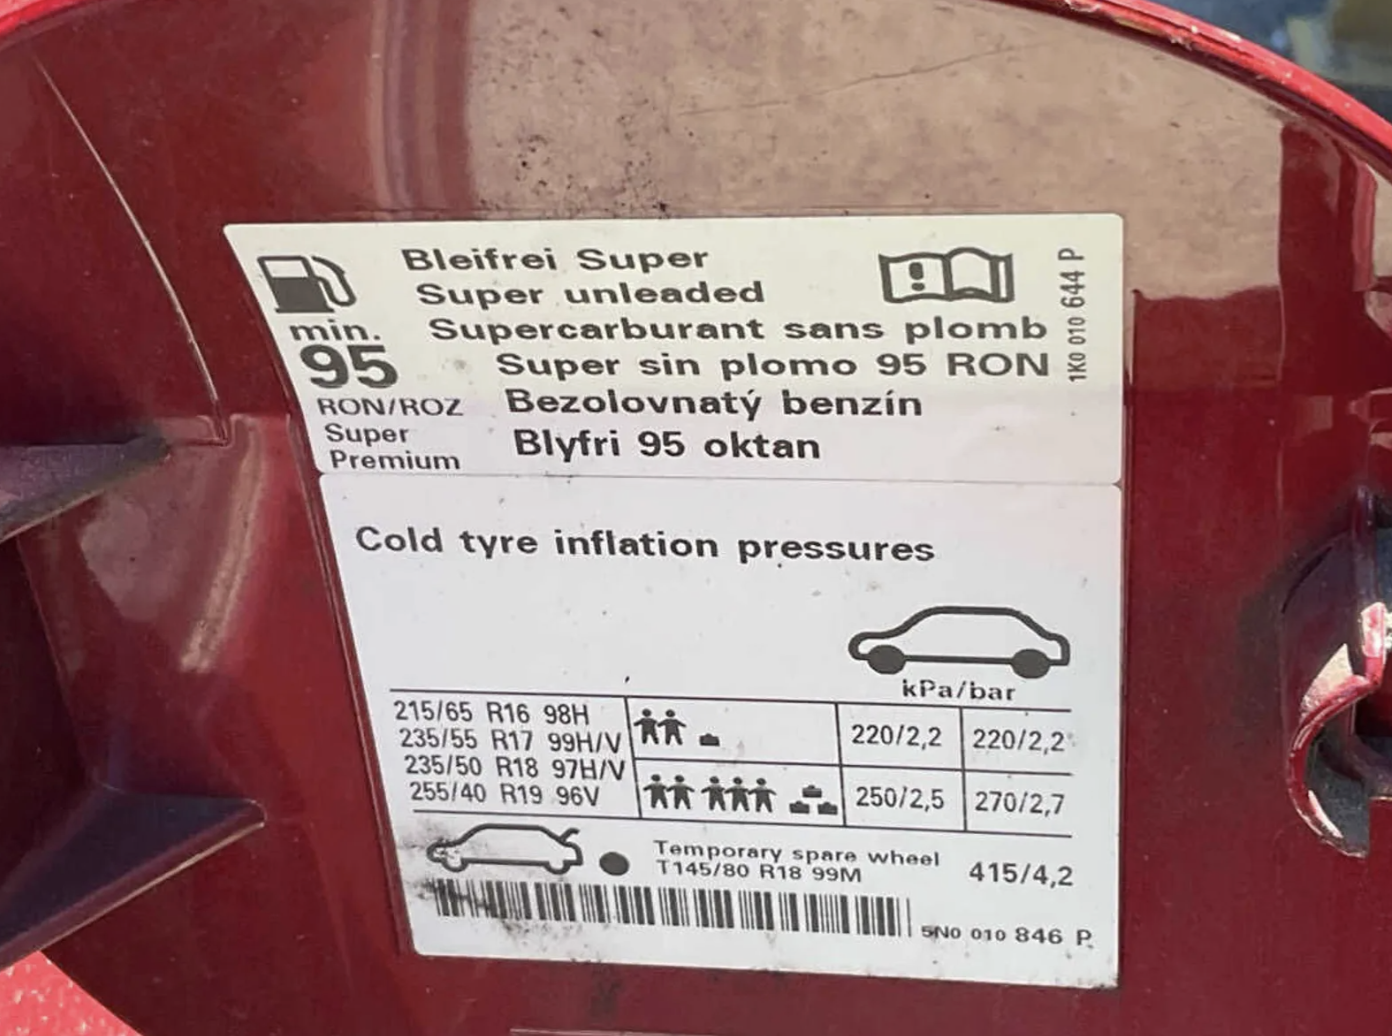 Bleifrei Super
Super unleaded
min. Supercarburant sans plomb
95 Super sin plomo 95 RON
RON/ROZ Bezolovnatý benzín
Super Blyfri 95 oktan
Premium
1K0 010 644 P
Cold tyre inflation pressures
kPa/bar
215/65 R16 98H
235/55 R17 99H/V 220/2,2 220/2,2
235/50 R18 97H/V
255/40 R19 96V 250/2,5 270/2,7
Temporary spare wheel
T145/80 R18 99M 415/4,2
5N0 010 846 P